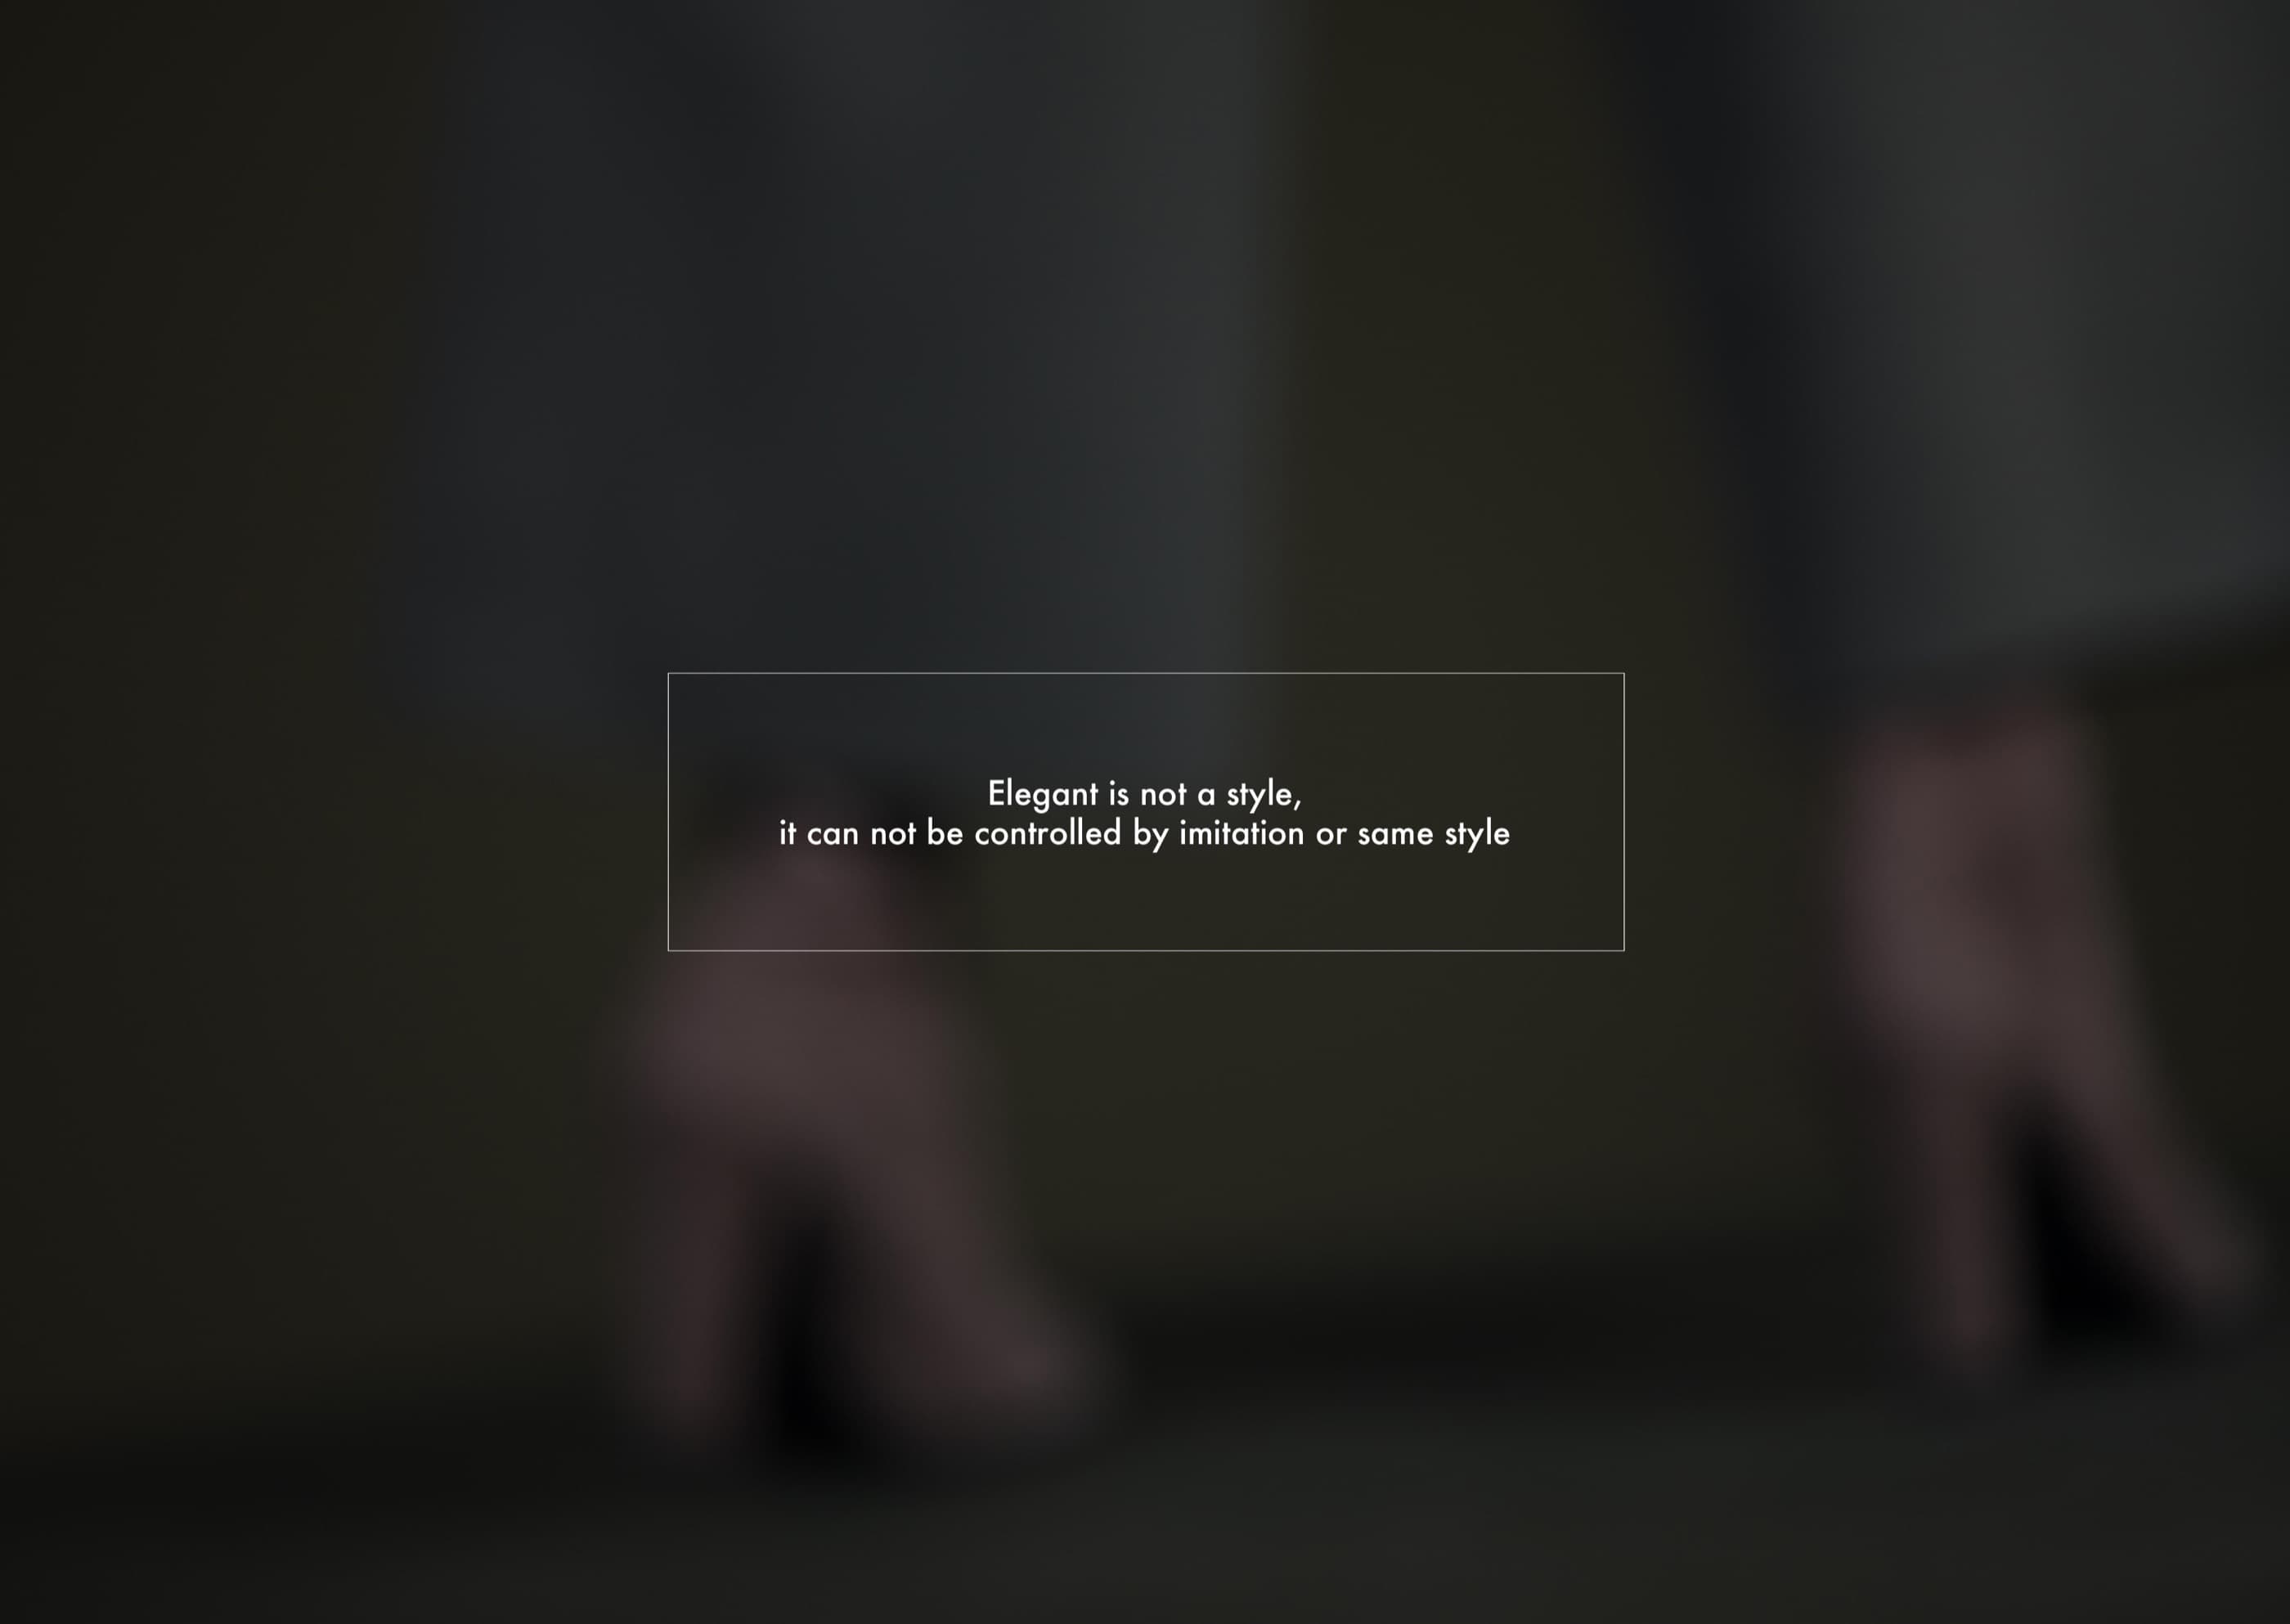 Elegant is not a style,
it can not be controlled by imitation or same style